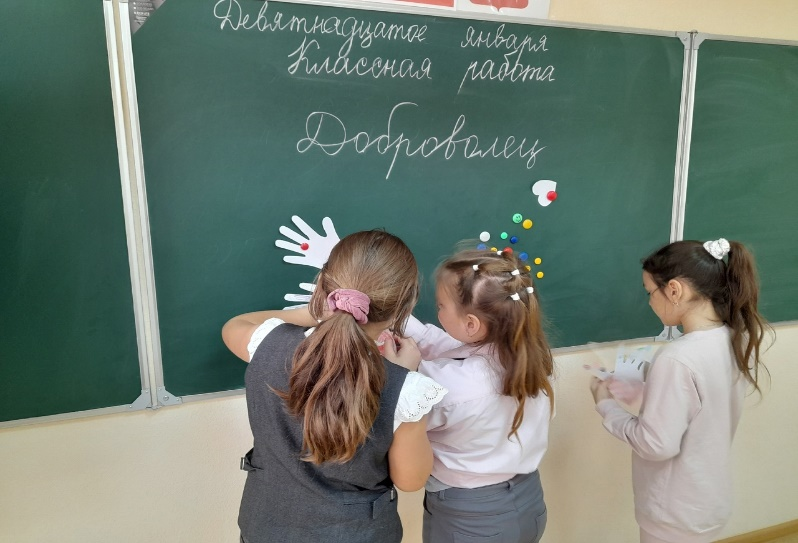 Девятнадцатое января
Классная работа
Доброволец